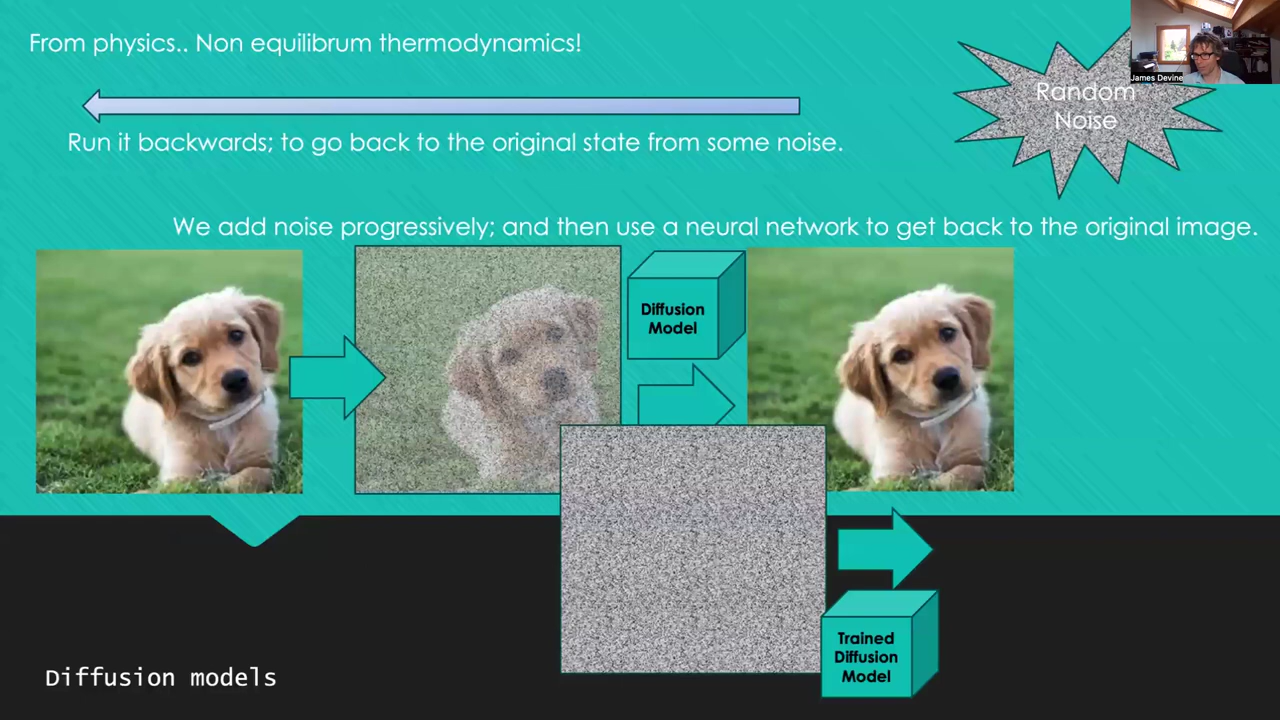 From physics.. Non equilibrum thermodynamics!
James Devine
Random
Noise
Run it backwards; to go back to the original state from some noise.
We add noise progressively; and then use a neural network to get back to the original image.
Diffusion
Model
Trained
Diffusion
Model
Diffusion models